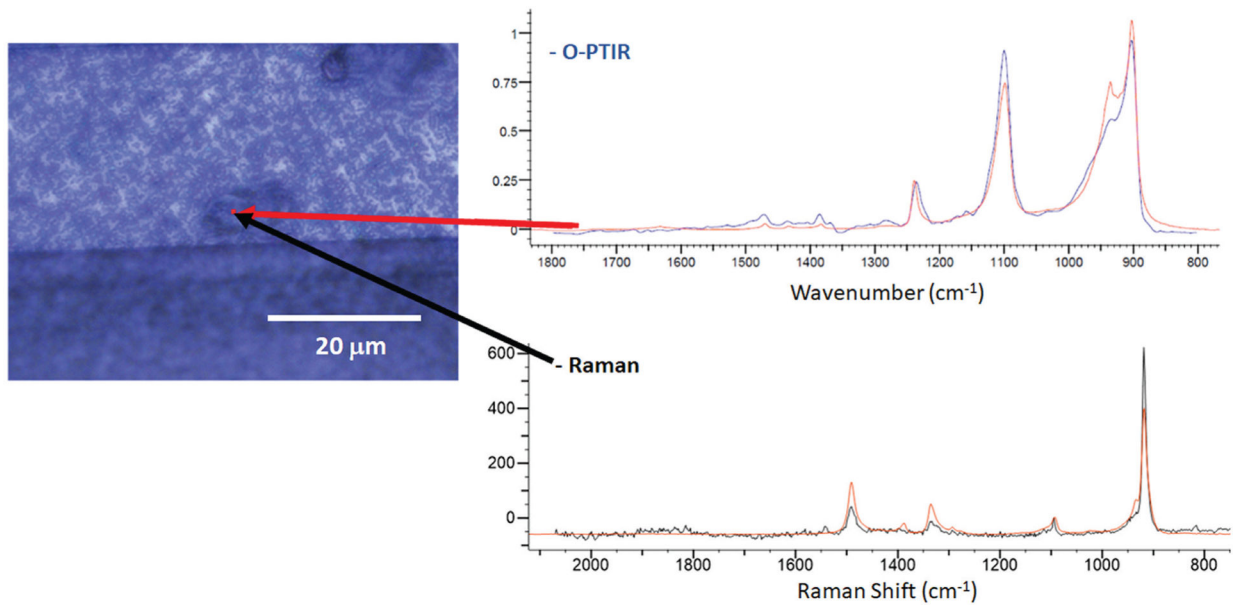 - O-PTIR
1
0.75
0.5
0.25
0
1800 1700 1600 1500 1400 1300 1200 1100 1000 900 800
Wavenumber (cm-1)
20 μm
- Raman
600
400
200
0
2000 1800 1600 1400 1200 1000 800
Raman Shift (cm-1)